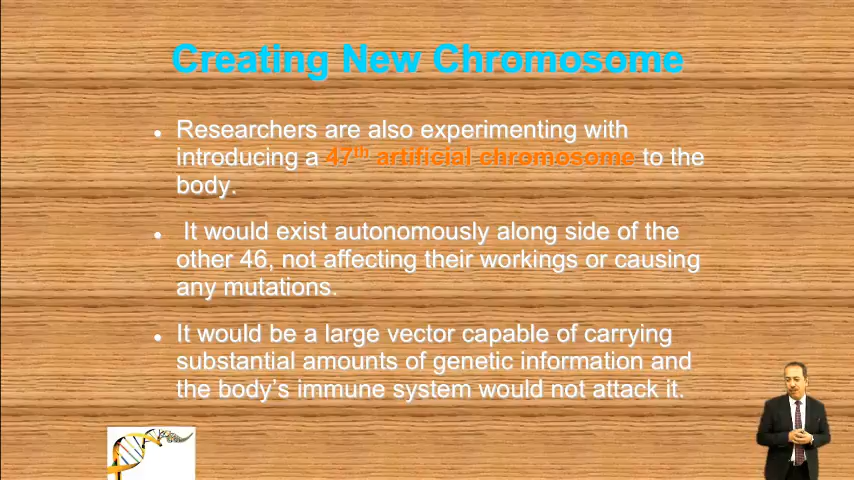 Creating New Chromosome
• Researchers are also experimenting with
introducing a 47th artificial chromosome to the
body.
• It would exist autonomously along side of the
other 46, not affecting their workings or causing
any mutations.
• It would be a large vector capable of carrying
substantial amounts of genetic information and
the body's immune system would not attack it.